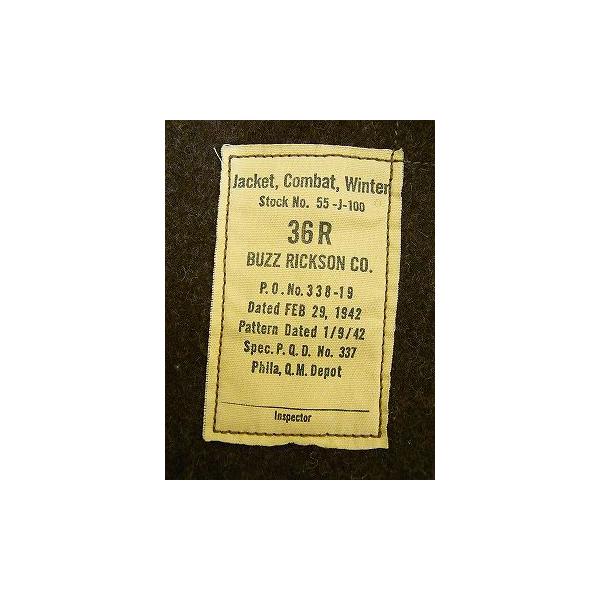 Jacket, Combat, Winter
Stock No. 55-J-100
36R
BUZZ RICKSON CO.
P.O. No. 338-19
Dated FEB 29, 1942
Pattern Dated 1/9/42
Spec. P. Q. D. No. 337
Phila, Q.M. Depot
Inspector